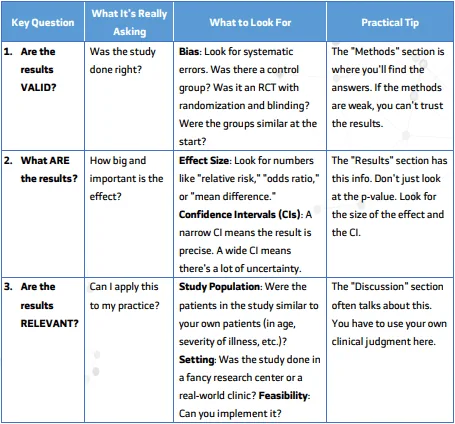 Key Question
What It's Really
Asking
What to Look For
Practical Tip
1. Are the
results
VALID?
Was the study
done right?
Bias: Look for systematic
errors. Was there a control
group? Was it an RCT with
randomization and blinding?
Were the groups similar at the
start?
The "Methods" section is
where you'll find the
answers. If the methods
are weak, you can't trust
the results.
2. What ARE
the results?
How big and
important is the
effect?
Effect Size: Look for numbers
like "relative risk," "odds ratio,"
or "mean difference."
Confidence Intervals (CIs): A
narrow CI means the result is
precise. A wide CI means
there's a lot of uncertainty.
The "Results" section has
this info. Don't just look
at the p-value. Look for
the size of the effect and
the CI.
3. Are the
results
RELEVANT?
Can I apply this
to my practice?
Study Population: Were the
patients in the study similar to
your own patients (in age,
severity of illness, etc.)?
Setting: Was the study done in
a fancy research center or a
real-world clinic? Feasibility:
Can you implement it?
The "Discussion" section
often talks about this.
You have to use your own
clinical judgment here.